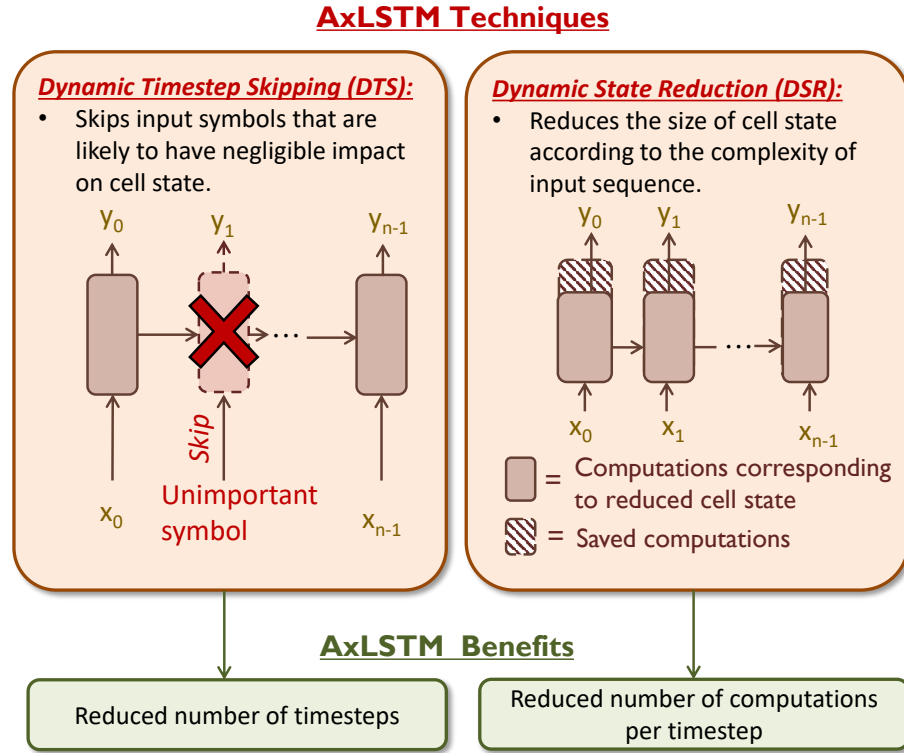 AxLSTM Techniques
Dynamic Timestep Skipping (DTS):
• Skips input symbols that are
likely to have negligible impact
on cell state.
y0 y1 yn-1
...
Skip
x0
Unimportant
symbol
xn-1
Dynamic State Reduction (DSR):
• Reduces the size of cell state
according to the complexity of
input sequence.
y0 y1 yn-1
...
x0 x1 xn-1
= Computations corresponding
to reduced cell state
= Saved computations
AxLSTM Benefits
Reduced number of timesteps
Reduced number of computations
per timestep